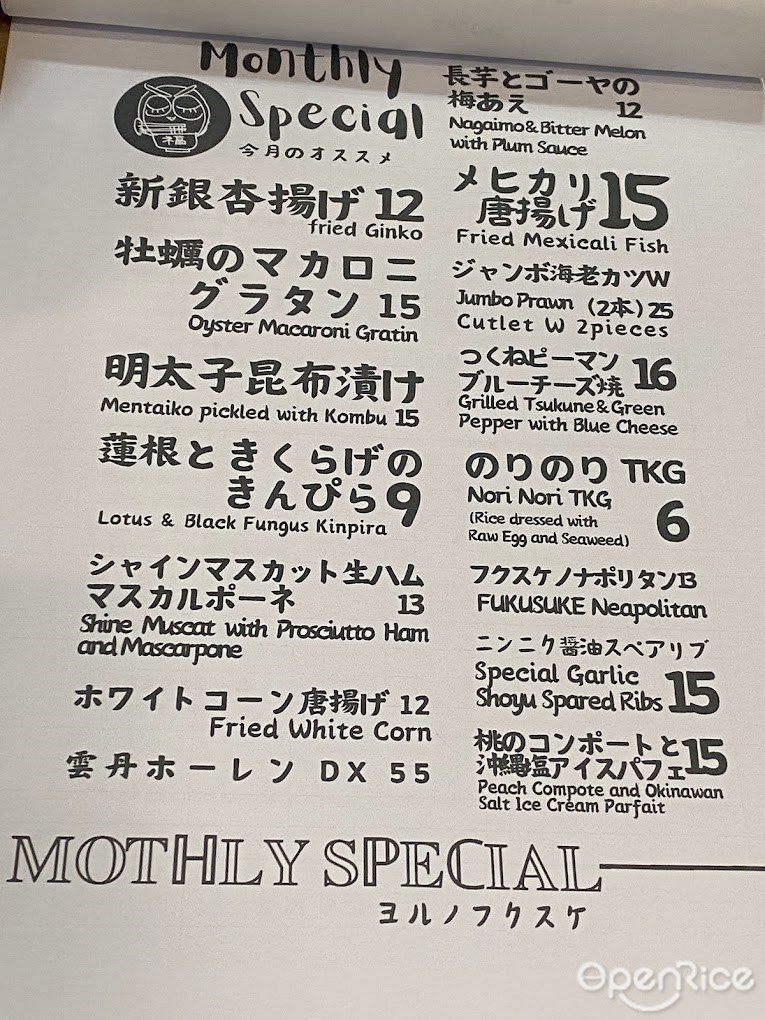 Monthly
Special
福
今月のオススメ
新銀杏揚げ 12
fried Ginko
牡蠣のマカロニ
グラタン 15
Oyster Macaroni Gratin
明太子昆布漬け
Mentaiko pickled with Kombu 15
蓮根ときくらげの
きんぴら 9
Lotus & Black Fungus Kinpira
シャインマスカット生ハム
マスカルポーネ 13
Shine Muscat with Prosciutto Ham
and Mascarpone
ホワイトコーン唐揚げ 12
Fried White Corn
雲丹ホーレン DX 55
長芋とゴーヤの
梅あえ 12
Nagaimo & Bitter Melon
with Plum Sauce
メヒカリ
唐揚げ 15
Fried Mexicali Fish
ジャンボ海老カツW
Jumbo Prawn (2本) 25
Cutlet W 2pieces
つくねピーマン
ブルーチーズ焼 16
Grilled Tsukune & Green
Pepper with Blue Cheese
のりのり TKG
Nori Nori TKG
(Rice dressed with
Raw Egg and Seaweed) 6
フクスケノナポリタン 13
FUKUSUKE Neapolitan
ニンニク醤油スペアリブ
Special Garlic
Shoyu Spared Ribs 15
桃のコンポートと
沖縄塩アイスパフェ 15
Peach Compote and Okinawan
Salt Ice Cream Parfait
MOTHLY SPECIAL
ヨルノフクスケ
OpenRice